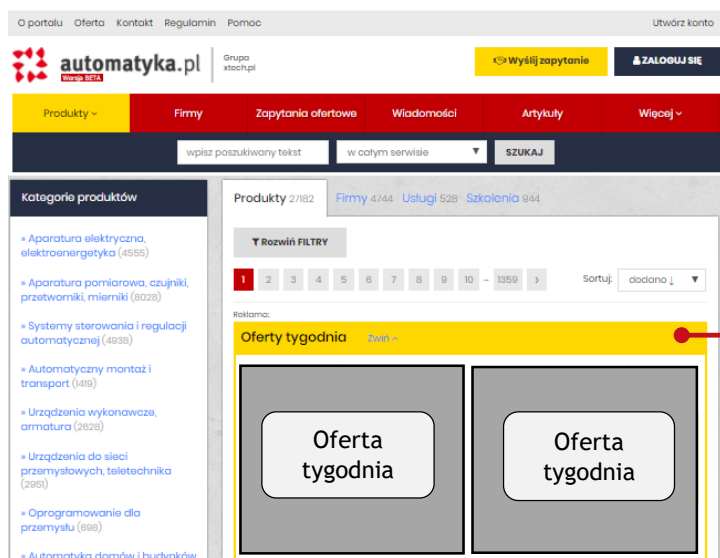 O portalu Oferta Kontakt Regulamin Pomoc Utwórz konto
automatyka.pl
Wersja BETA
Grupa
xtech.pl
Wyślij zapytanie
ZALOGUJ SIĘ
Produkty Firmy Zapytania ofertowe Wiadomości Artykuły Więcej
wpisz poszukiwany tekst w całym serwisie SZUKAJ
Kategorie produktów
» Aparatura elektryczna,
elektroenergetyka (4555)
» Aparatura pomiarowa, czujniki,
przetworniki, mierniki (8028)
» Systemy sterowania i regulacji
automatycznej (4938)
» Automatyczny montaż i
transport (1419)
» Urządzenia wykonawcze,
armatura (2628)
» Urządzenia do sieci
przemysłowych, teletechnika
(2951)
» Oprogramowanie dla
przemysłu (698)
» Automatyka domów i budynków
Produkty 27182 Firmy 4744 Usługi 528 Szkolenia 944
Rozwiń FILTRY
1 2 3 4 5 6 7 8 9 10 - 1359 › Sortuj: dodano ↓
Reklama:
Oferty tygodnia Zwiń
Oferta
tygodnia
Oferta
tygodnia